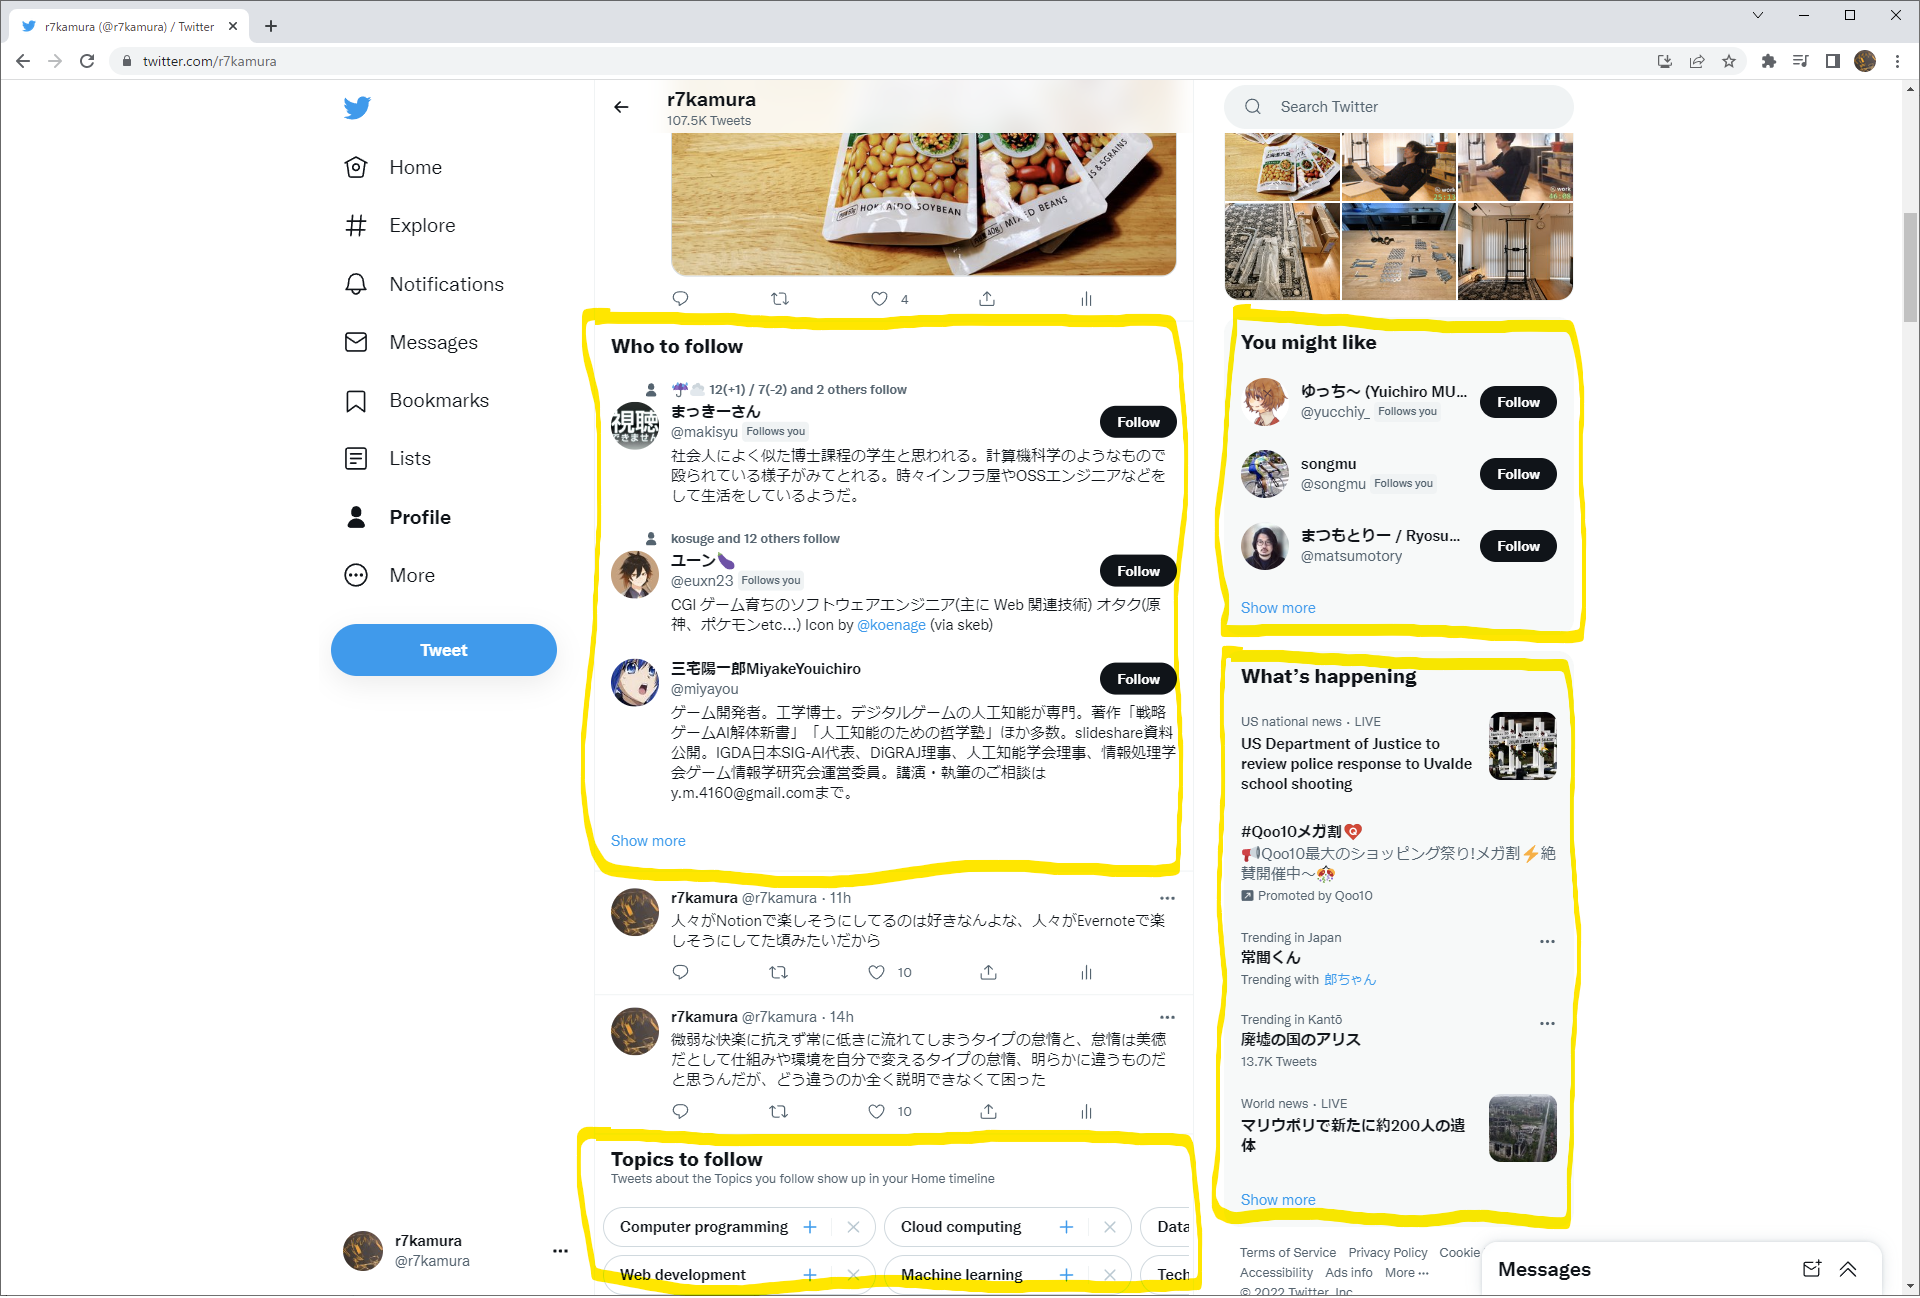 r7kamura (@r7kamura) / Twitter
twitter.com/r7kamura
Home
Explore
Notifications
Messages
Bookmarks
Lists
Profile
More
Tweet
r7kamura
@r7kamura
r7kamura
107.5K Tweets
HOKKAIDO SOYBEAN
MIXED BEANS
& 5GRAINS
4
Who to follow
☂️☁️ 12(+1) / 7(-2) and 2 others follow
まっきーさん
@makisyu Follows you
Follow
視聴
できません
社会人によく似た博士課程の学生と思われる。計算機科学のようなもので
殴られている様子がみてとれる。時々インフラ屋やOSSエンジニアなどを
して生活をしているようだ。
kosuge and 12 others follow
ユーン🍆
@euxn23 Follows you
Follow
CGI ゲーム育ちのソフトウェアエンジニア(主に Web 関連技術) オタク(原
神、ポケモンetc...) Icon by @koenage (via skeb)
三宅陽一郎MiyakeYouichiro
@miyayou
Follow
ゲーム開発者。工学博士。デジタルゲームの人工知能が専門。著作「戦略
ゲームAI解体新書」「人工知能のための哲学塾」ほか多数。slideshare資料
公開。IGDA日本SIG-AI代表、DiGRAJ理事、人工知能学会理事、情報処理学
会ゲーム情報学研究会運営委員。講演・執筆のご相談は
y.m.4160@gmail.comまで。
Show more
r7kamura @r7kamura · 11h
人々がNotionで楽しそうにしてるのは好きなんよな、人々がEvernoteで楽
しそうにしてた頃みたいだから
10
r7kamura @r7kamura · 14h
微弱な快楽に抗えず常に低きに流れてしまうタイプの怠惰と、怠惰は美徳
だとして仕組みや環境を自分で変えるタイプの怠惰、明らかに違うものだ
と思うんだが、どう違うのか全く説明できなくて困った
10
Topics to follow
Tweets about the Topics you follow show up in your Home timeline
Computer programming
Cloud computing
Data
Web development
Machine learning
Tech
Search Twitter
work
25:13
work
16:08
You might like
ゆっち〜 (Yuichiro MU...
@yucchiy_ Follows you
Follow
songmu
@songmu Follows you
Follow
まつもとりー / Ryosu...
@matsumotory
Follow
Show more
What's happening
US national news · LIVE
US Department of Justice to
review police response to Uvalde
school shooting
#Qoo10メガ割
📢Qoo10最大のショッピング祭り!メガ割⚡絶
賛開催中〜🎊
Promoted by Qoo10
Trending in Japan
常闇くん
Trending with 郎ちゃん
Trending in Kantō
廃墟の国のアリス
13.7K Tweets
World news · LIVE
マリウポリで新たに約200人の遺
体
Show more
Terms of Service Privacy Policy Cookie
Accessibility Ads info More ···
© 2022 Twitter, Inc.
Messages